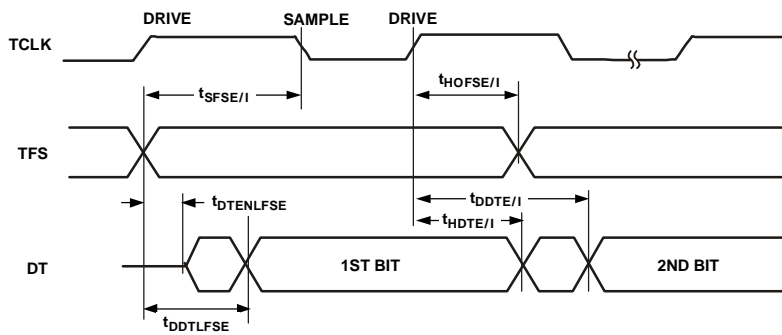 DRIVE SAMPLE DRIVE
TCLK
tSFSE/I
tHOFSE/I
TFS
tDDTE/I
tDTENLFSE
tHDTE/I
DT
1ST BIT
2ND BIT
tDDTLFSE